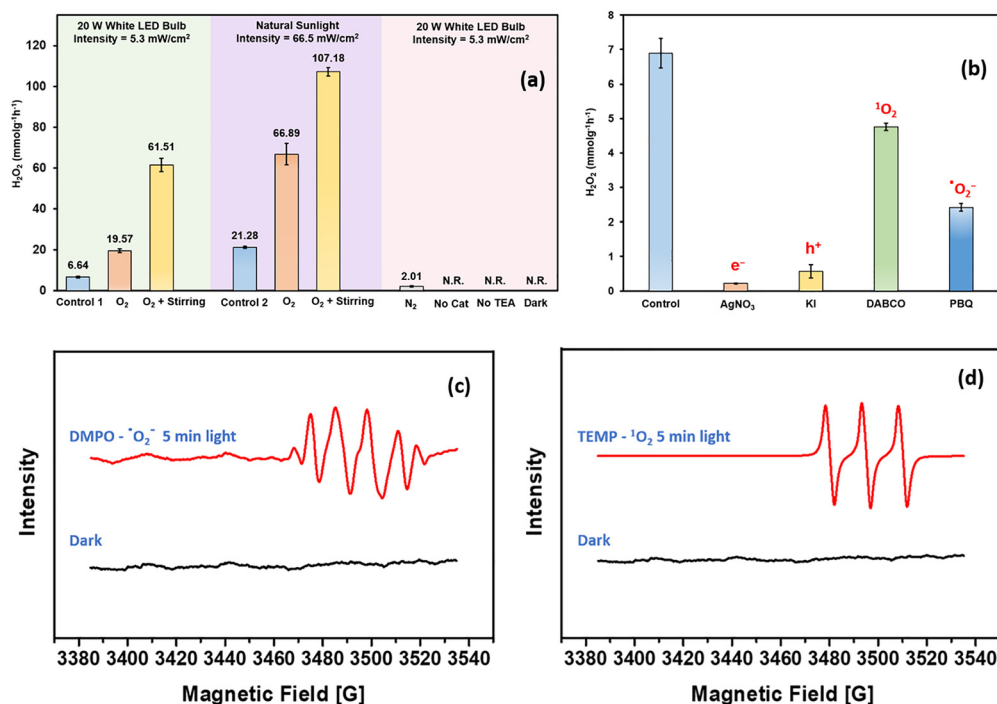 20 W White LED Bulb
Intensity = 5.3 mW/cm²
Natural Sunlight
Intensity = 66.5 mW/cm²
20 W White LED Bulb
Intensity = 5.3 mW/cm²
(a)
H₂O₂ (mmolg⁻¹h⁻¹)
120
100
80
60
40
20
0
6.64
19.57
61.51
21.28
66.89
107.18
2.01
N.R.
N.R.
N.R.
Control 1
O₂
O₂ + Stirring
Control 2
O₂
O₂ + Stirring
N₂
No Cat
No TEA
Dark
(b)
H₂O₂ (mmolg⁻¹h⁻¹)
8
7
6
5
4
3
2
1
0
e⁻
h⁺
¹O₂
•O₂⁻
Control
AgNO₃
KI
DABCO
PBQ
(c)
Intensity
DMPO - •O₂⁻ 5 min light
Dark
3380 3400 3420 3440 3460 3480 3500 3520 3540
Magnetic Field [G]
(d)
Intensity
TEMP - ¹O₂ 5 min light
Dark
3380 3400 3420 3440 3460 3480 3500 3520 3540
Magnetic Field [G]